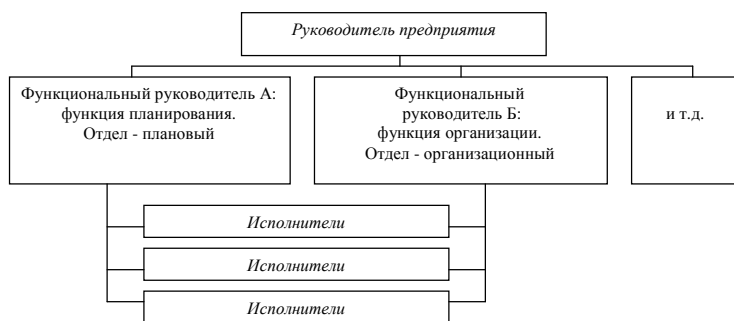 Руководитель предприятия
Функциональный руководитель А:
функция планирования.
Отдел - плановый
Функциональный
руководитель Б:
функция организации.
Отдел - организационный
и т.д.
Исполнители
Исполнители
Исполнители